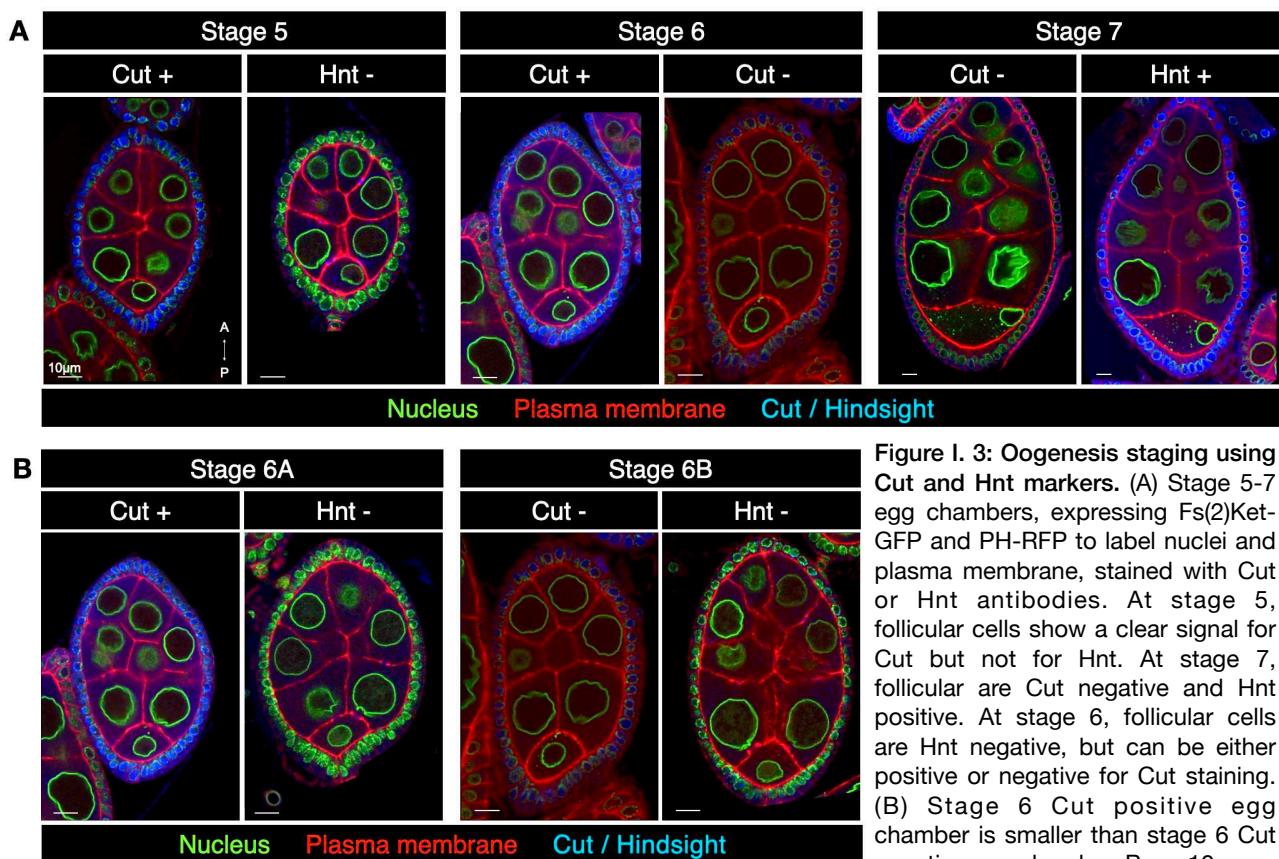 A
Stage 5
Stage 6
Stage 7
Cut +
Hnt -
Cut +
Cut -
Cut -
Hnt +
A
P
10µm
Nucleus Plasma membrane Cut / Hindsight
B
Stage 6A
Stage 6B
Cut +
Hnt -
Cut -
Hnt -
Nucleus Plasma membrane Cut / Hindsight
Figure I. 3: Oogenesis staging using
Cut and Hnt markers. (A) Stage 5-7
egg chambers, expressing Fs(2)Ket-
GFP and PH-RFP to label nuclei and
plasma membrane, stained with Cut
or Hnt antibodies. At stage 5,
follicular cells show a clear signal for
Cut but not for Hnt. At stage 7,
follicular are Cut negative and Hnt
positive. At stage 6, follicular cells
are Hnt negative, but can be either
positive or negative for Cut staining.
(B) Stage 6 Cut positive egg
chamber is smaller than stage 6 Cut